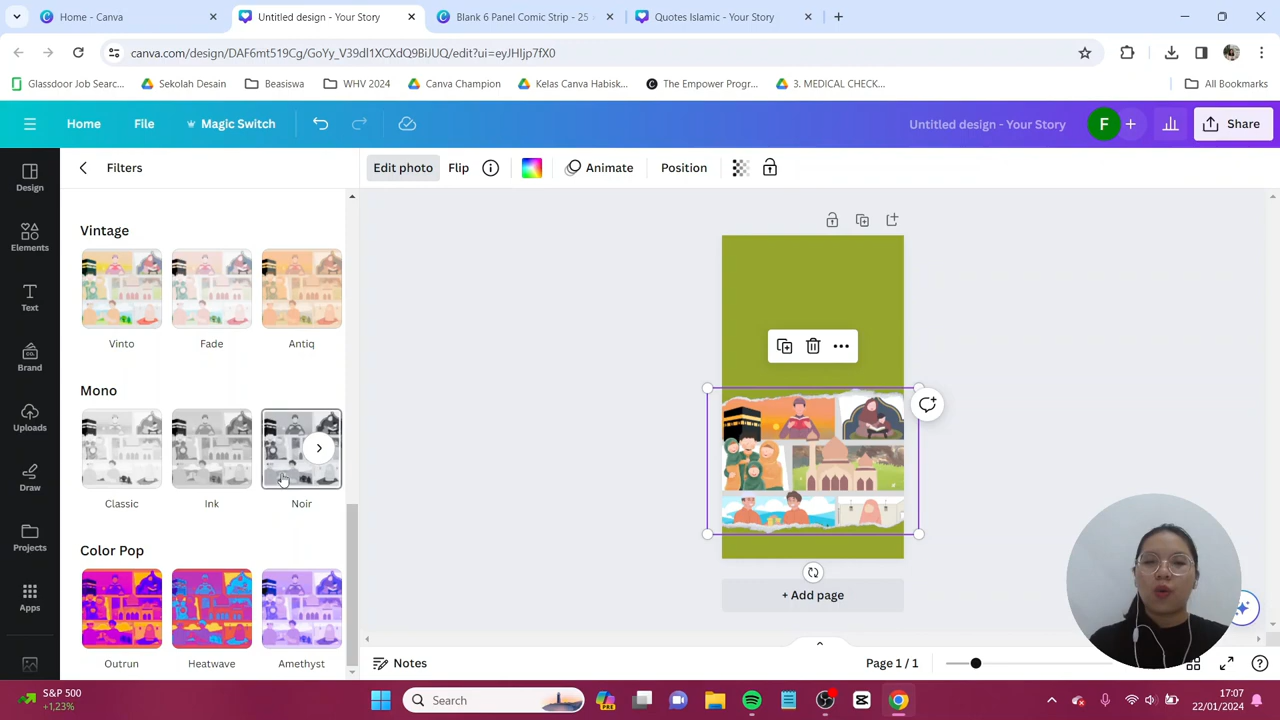 Home - Canva
Untitled design - Your Story
Blank 6 Panel Comic Strip - 25
Quotes Islamic - Your Story
canva.com/design/DAF6mt519Cg/GoYy_V39dl1XCXdQ9BiJUQ/edit?ui=eyJHIjp7fX0
Glassdoor Job Searc...
Sekolah Desain
Beasiswa
WHV 2024
Canva Champion
Kelas Canva Habisk...
The Empower Progr...
3. MEDICAL CHECK...
All Bookmarks
Home
File
Magic Switch
Untitled design - Your Story
F
Share
Design
Elements
Text
Brand
Uploads
Draw
Projects
Apps
Filters
Edit photo
Flip
Animate
Position
Vintage
Vinto
Fade
Antiq
Mono
Classic
Ink
Noir
Color Pop
Outrun
Heatwave
Amethyst
+ Add page
Notes
Page 1 / 1
S&P 500
+1,23%
Search
17:07
22/01/2024